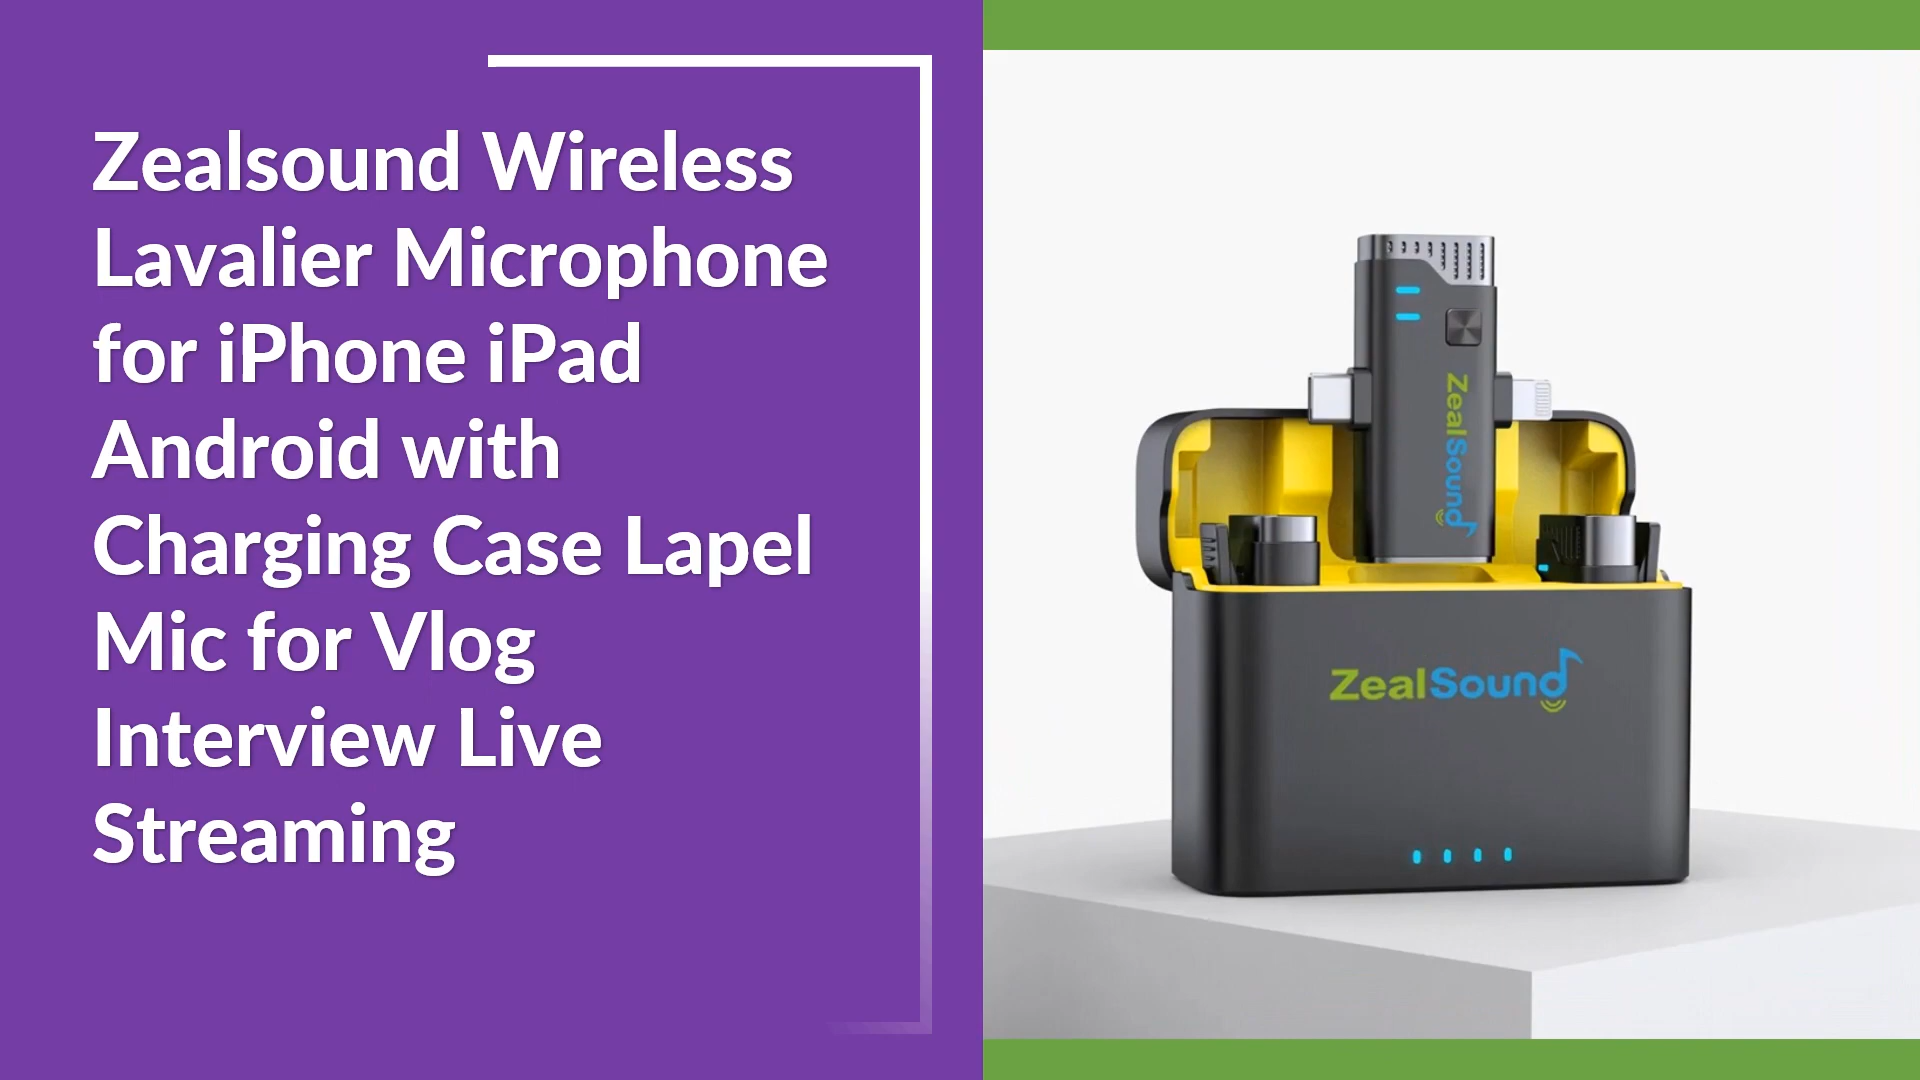 Zealsound Wireless
Lavalier Microphone
for iPhone iPad
Android with
Charging Case Lapel
Mic for Vlog
Interview Live
Streaming
ZealSound
ZealSound